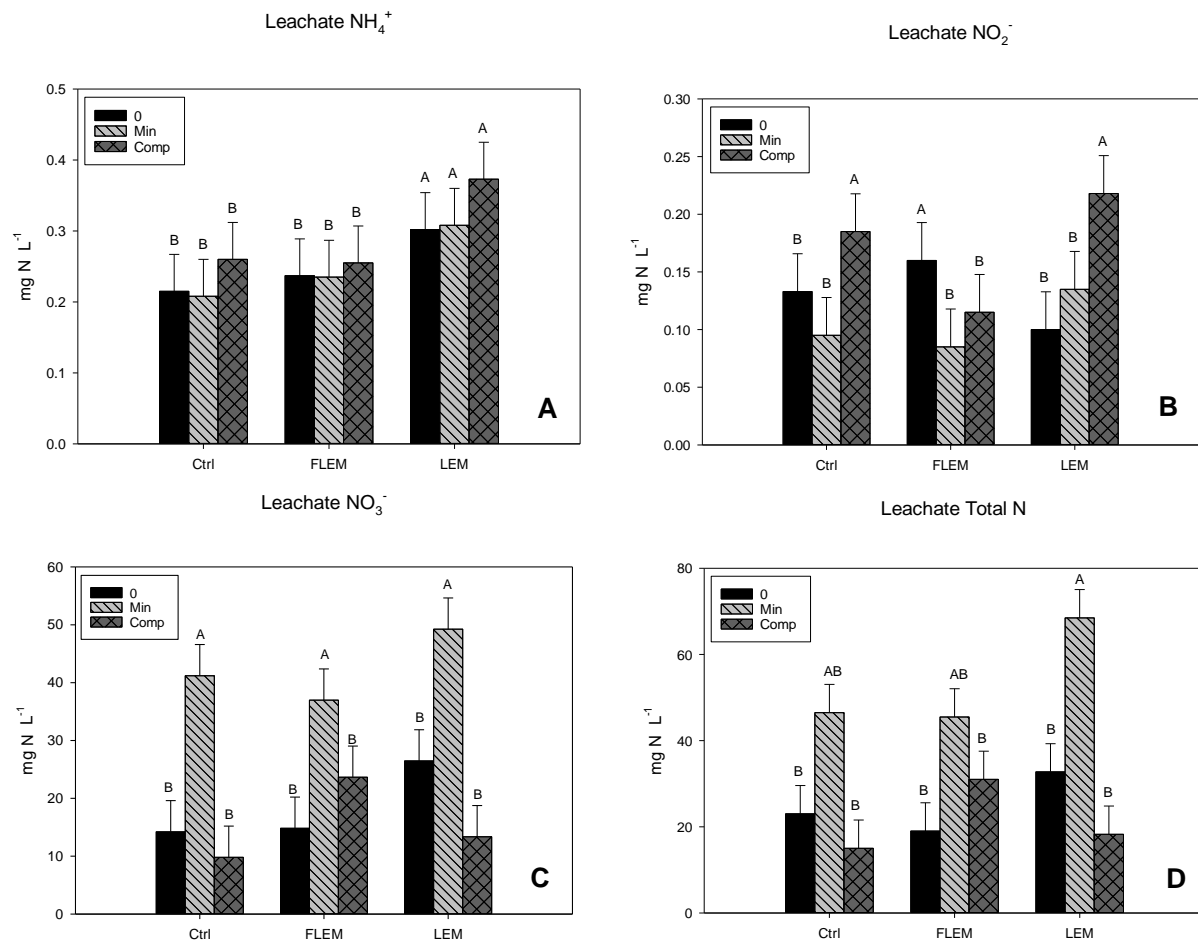 Leachate NH₄⁺
mg N L⁻¹
0.5
0.4
0.3
0.2
0.1
0.0
0
Min
Comp
B
B
B
B
B
B
A
A
A
Ctrl
FLEM
LEM
A
Leachate NO₂⁻
mg N L⁻¹
0.30
0.25
0.20
0.15
0.10
0.05
0.00
0
Min
Comp
B
B
A
A
B
B
B
B
A
Ctrl
FLEM
LEM
B
Leachate NO₃⁻
mg N L⁻¹
60
50
40
30
20
10
0
0
Min
Comp
B
A
B
B
A
B
B
A
B
Ctrl
FLEM
LEM
C
Leachate Total N
mg N L⁻¹
80
60
40
20
0
0
Min
Comp
B
AB
B
B
AB
B
B
A
B
Ctrl
FLEM
LEM
D